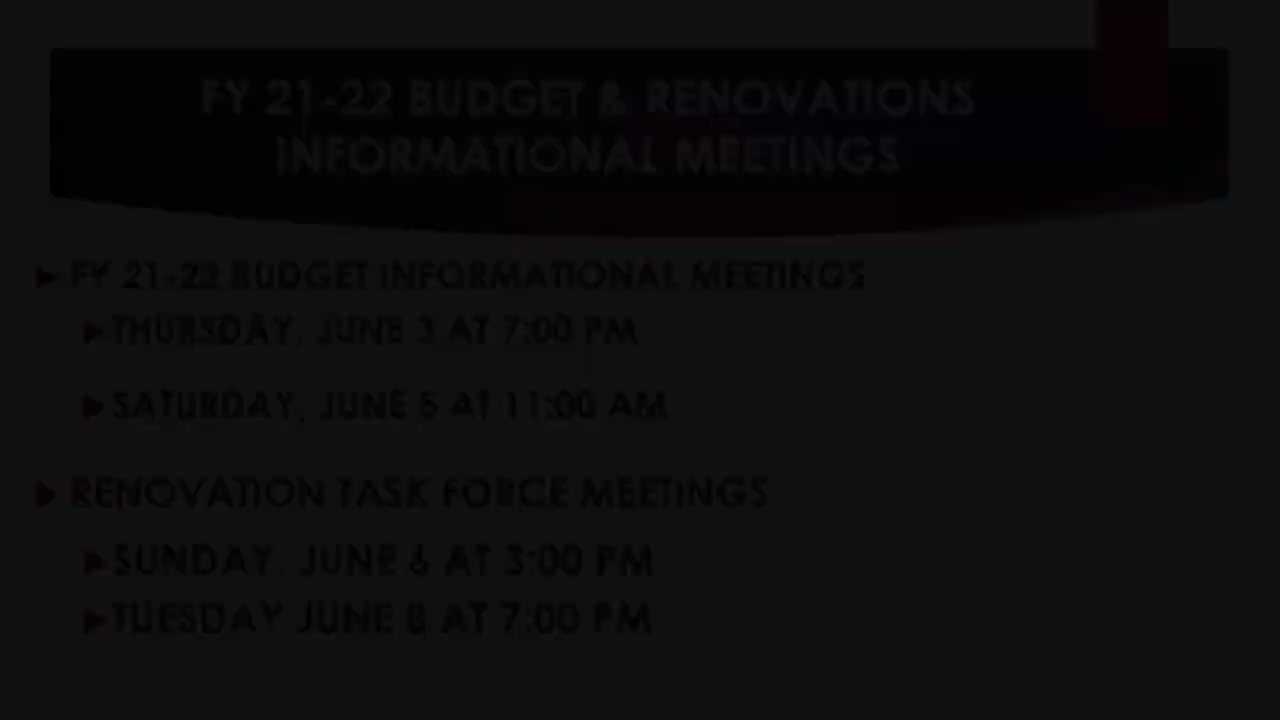 FY 21-22 BUDGET & RENOVATIONS
INFORMATIONAL MEETINGS
FY 21-22 BUDGET INFORMATIONAL MEETINGS
THURSDAY, JUNE 3 AT 7:00 PM
SATURDAY, JUNE 5 AT 11:00 AM
RENOVATION TASK FORCE MEETINGS
SUNDAY. JUNE 6 AT 3:00 PM
TUESDAY JUNE 8 AT 7:00 PM